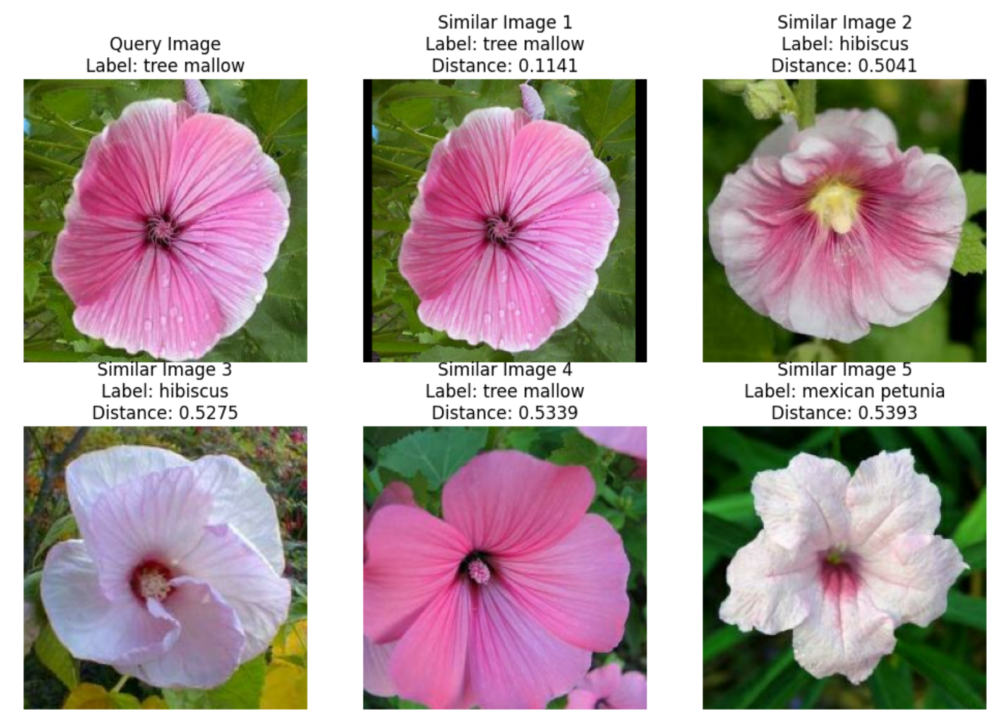 Query Image
Label: tree mallow
Similar Image 1
Label: tree mallow
Distance: 0.1141
Similar Image 2
Label: hibiscus
Distance: 0.5041
Similar Image 3
Label: hibiscus
Distance: 0.5275
Similar Image 4
Label: tree mallow
Distance: 0.5339
Similar Image 5
Label: mexican petunia
Distance: 0.5393